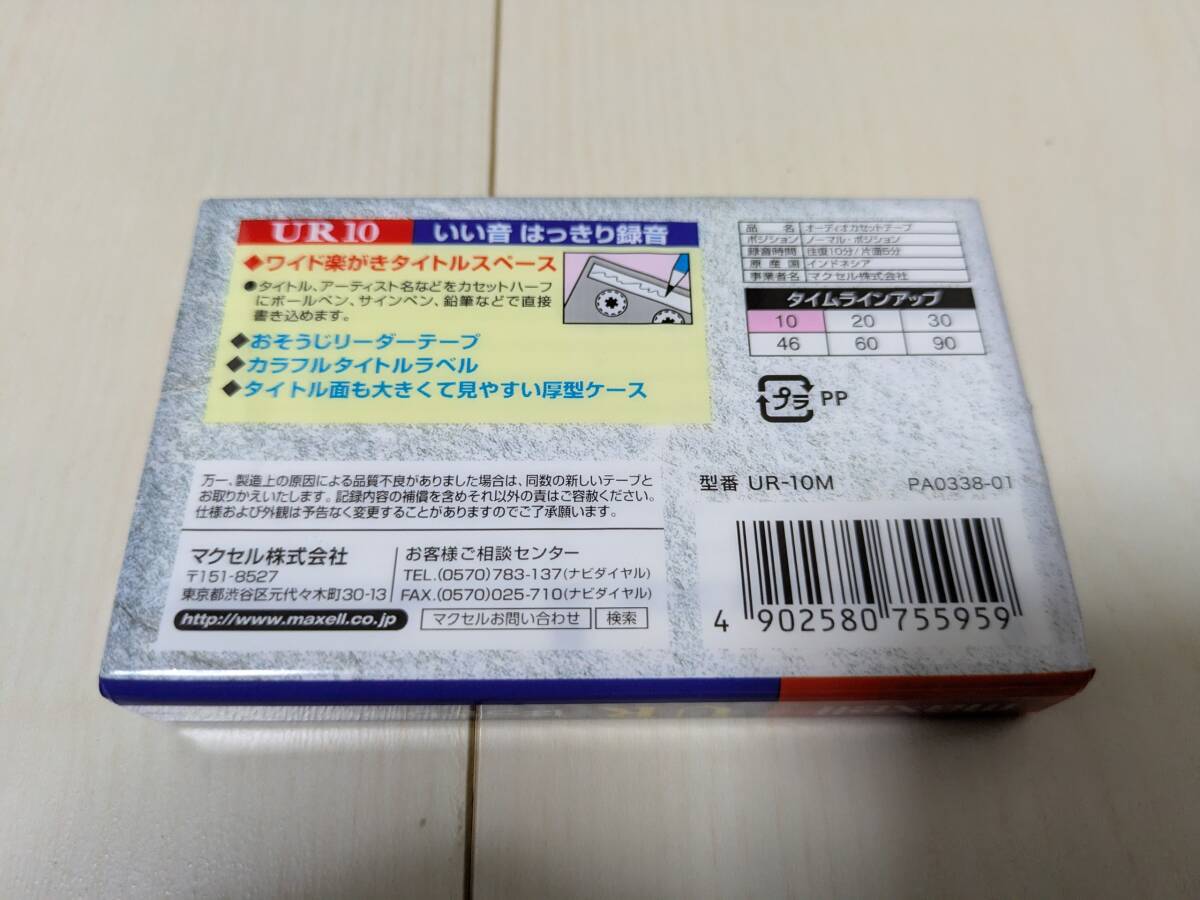 UR 10 いい音 はっきり録音
◆ワイド楽がきタイトルスペース
●タイトル、アーティスト名などをカセットハーフ
にボールペン、サインペン、鉛筆などで直接
書き込めます。
◆おそうじリーダーテープ
◆カラフルタイトルラベル
◆タイトル面も大きくて見やすい厚型ケース
品名 オーディオカセットテープ
ポジション ノーマル・ポジション
録音時間 往復10分/片面5分
原産国 インドネシア
事業者名 マクセル株式会社
タイムラインアップ
10 20 30
46 60 90
プラ PP
万一、製造上の原因による品質不良がありました場合は、同数の新しいテープと
お取りかえいたします。記録内容の補償を含めそれ以外の責はご容赦ください。
仕様および外観は予告なく変更することがありますのでご了承願います。
マクセル株式会社
〒151-8527
東京都渋谷区元代々木町30-13
http://www.maxell.co.jp
お客様ご相談センター
TEL.(0570)783-137(ナビダイヤル)
FAX.(0570)025-710(ナビダイヤル)
マクセルお問い合わせ 検索
型番 UR-10M PA0338-01
4 902580 755959
UR maxell